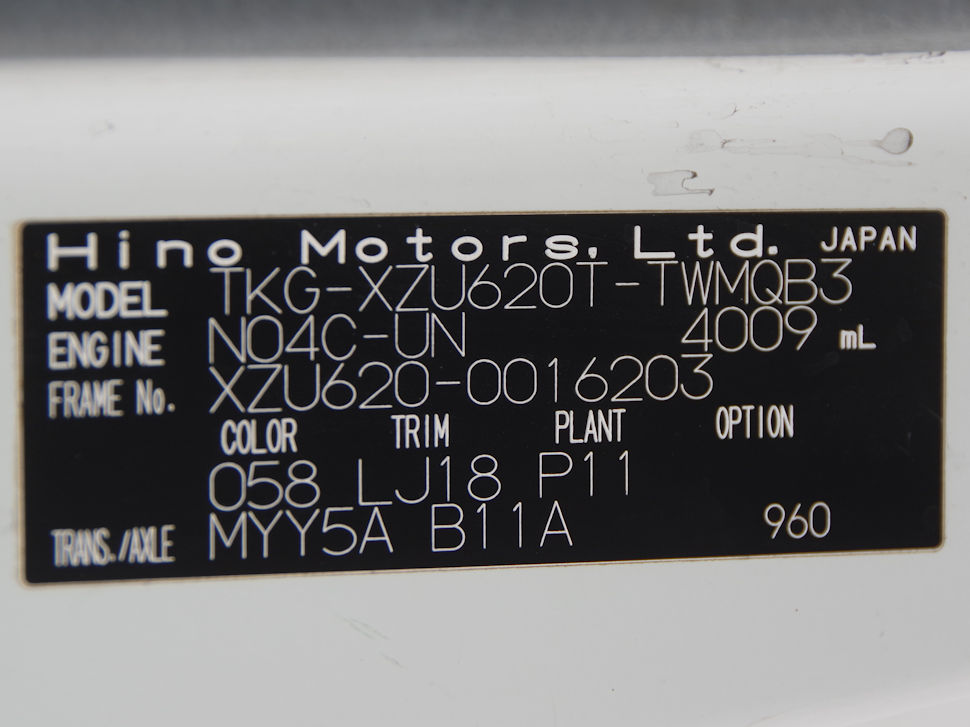 Hino Motors, Ltd. JAPAN
MODEL TKG-XZU620T-TWMQB3
ENGINE N04C-UN 4009 mL
FRAME No. XZU620-0016203
COLOR TRIM PLANT OPTION
058 LJ18 P11
TRANS./AXLE MYY5A B11A 960